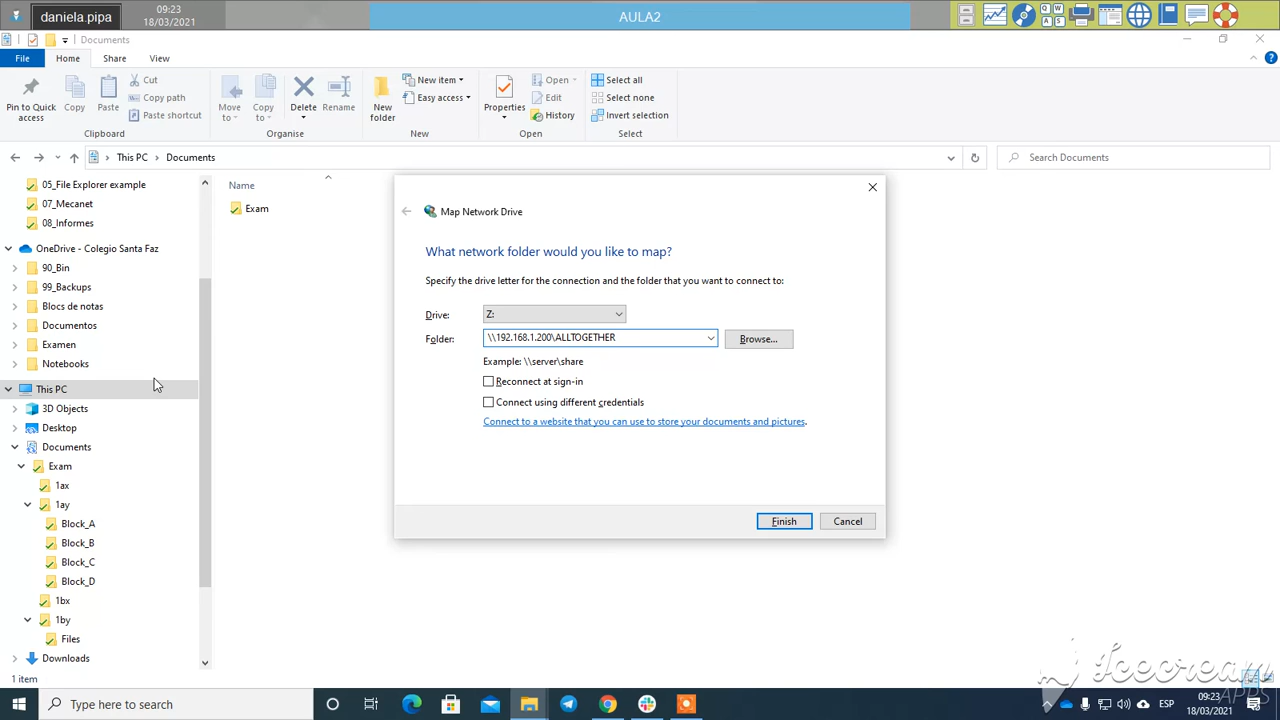 daniela.pipa
09:23
18/03/2021
AULA2
Documents
File
Home
Share
View
Pin to Quick access
Copy
Paste
Cut
Copy path
Paste shortcut
Clipboard
Move to
Copy to
Delete
Rename
Organise
New folder
New item
Easy access
New
Properties
Open
Edit
History
Open
Select all
Select none
Invert selection
Select
This PC > Documents
Search Documents
05_File Explorer example
07_Mecanet
08_Informes
OneDrive - Colegio Santa Faz
90_Bin
99_Backups
Blocs de notas
Documentos
Examen
Notebooks
This PC
3D Objects
Desktop
Documents
Exam
1ax
1ay
Block_A
Block_B
Block_C
Block_D
1bx
1by
Files
Downloads
1 item
Name
Exam
Map Network Drive
What network folder would you like to map?
Specify the drive letter for the connection and the folder that you want to connect to:
Drive: Z:
Folder: \\192.168.1.200\ALLTOGETHER
Browse...
Example: \\server\share
Reconnect at sign-in
Connect using different credentials
Connect to a website that you can use to store your documents and pictures.
Finish
Cancel
Icecream
APPS
Type here to search
ESP
09:23
18/03/2021